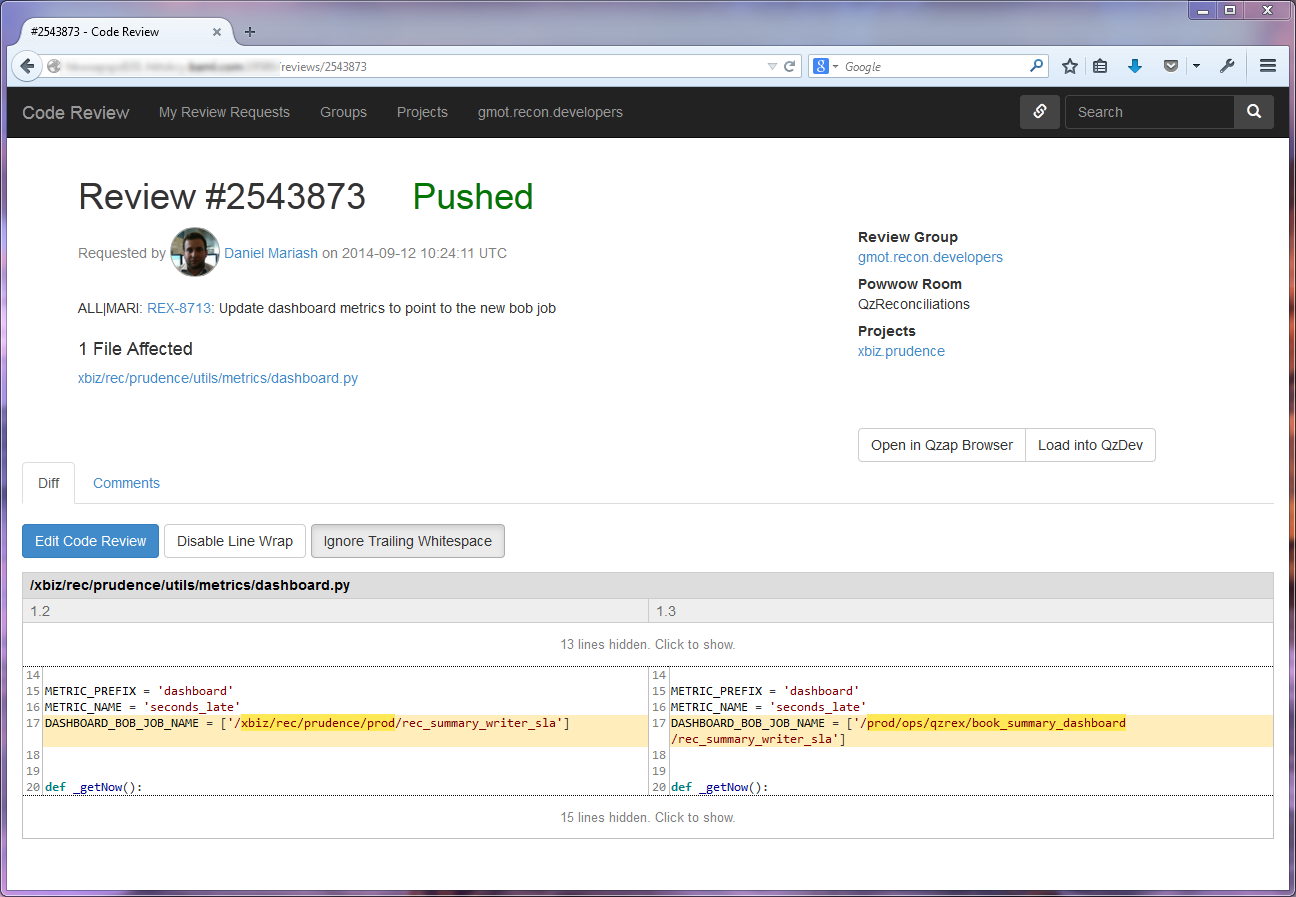 #2543873 - Code Review
/reviews/2543873
Google
Code Review My Review Requests Groups Projects gmot.recon.developers Search
Review #2543873 Pushed
Requested by Daniel Mariash on 2014-09-12 10:24:11 UTC
ALL|MARI: REX-8713: Update dashboard metrics to point to the new bob job
1 File Affected
xbiz/rec/prudence/utils/metrics/dashboard.py
Review Group
gmot.recon.developers
Powwow Room
QzReconciliations
Projects
xbiz.prudence
Open in Qzap Browser Load into QzDev
Diff Comments
Edit Code Review Disable Line Wrap Ignore Trailing Whitespace
/xbiz/rec/prudence/utils/metrics/dashboard.py
1.2 1.3
13 lines hidden. Click to show.
14
15 METRIC_PREFIX = 'dashboard'
16 METRIC_NAME = 'seconds_late'
17 DASHBOARD_BOB_JOB_NAME = ['/xbiz/rec/prudence/prod/rec_summary_writer_sla']
18
19
20 def _getNow():
14
15 METRIC_PREFIX = 'dashboard'
16 METRIC_NAME = 'seconds_late'
17 DASHBOARD_BOB_JOB_NAME = ['/prod/ops/qzrex/book_summary_dashboard
/rec_summary_writer_sla']
18
19
20 def _getNow():
15 lines hidden. Click to show.